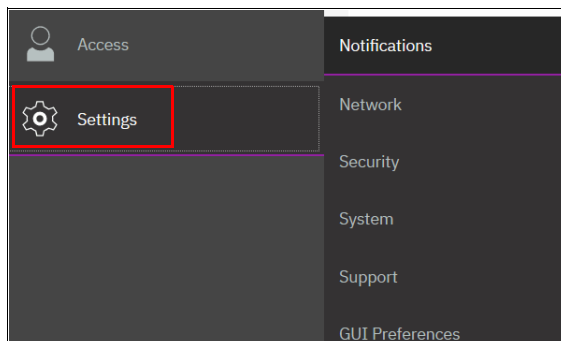 Access
Settings
Notifications
Network
Security
System
Support
GUI Preferences